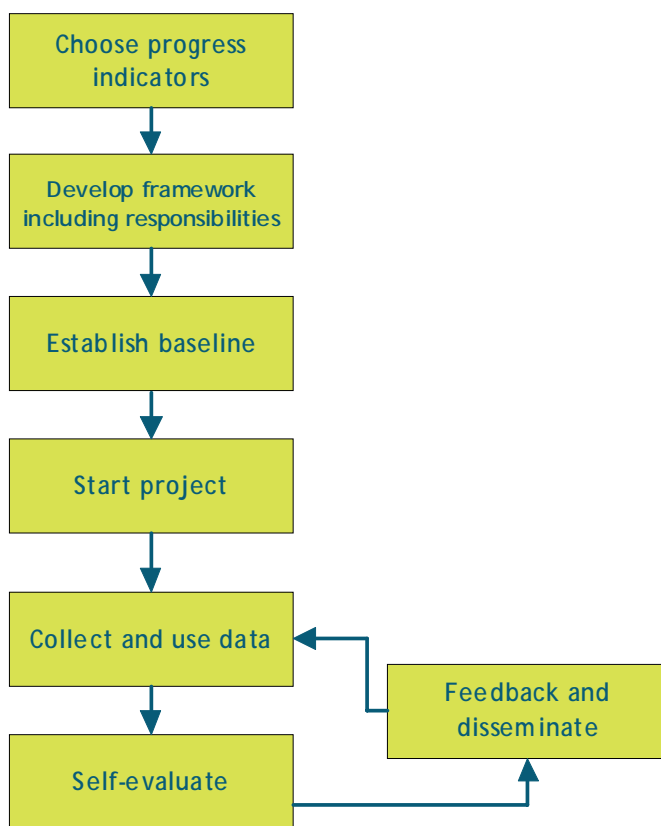 Choose progress
indicators
Develop framework
including responsibilities
Establish baseline
Start project
Collect and use data
Feedback and
disseminate
Self-evaluate